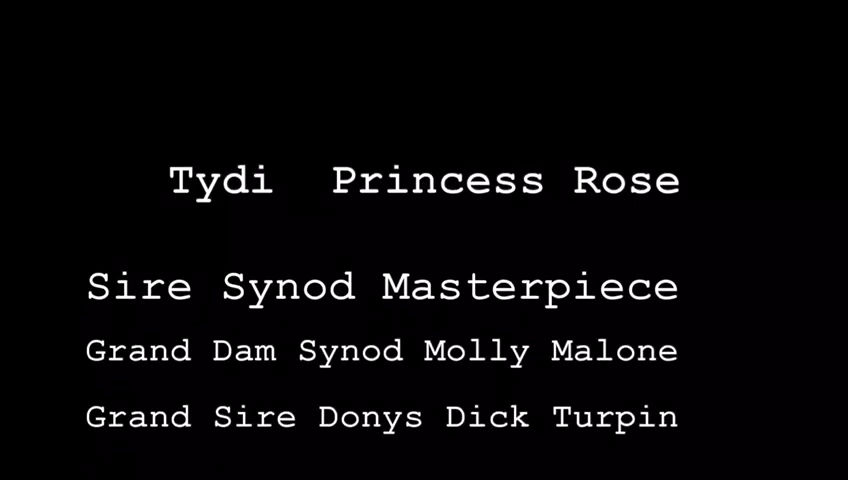 Tydi  Princess Rose
Sire Synod Masterpiece
Grand Dam Synod Molly Malone
Grand Sire Donys Dick Turpin